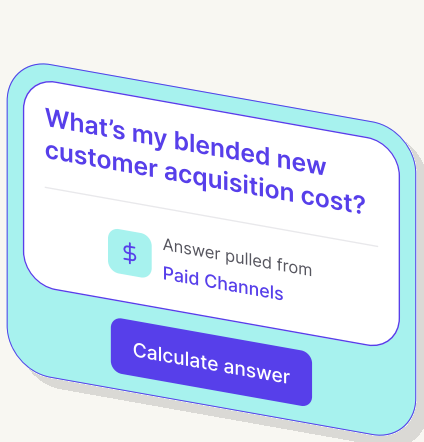 What’s my blended new
customer acquisition cost?
$
Answer pulled from
Paid Channels
Calculate answer